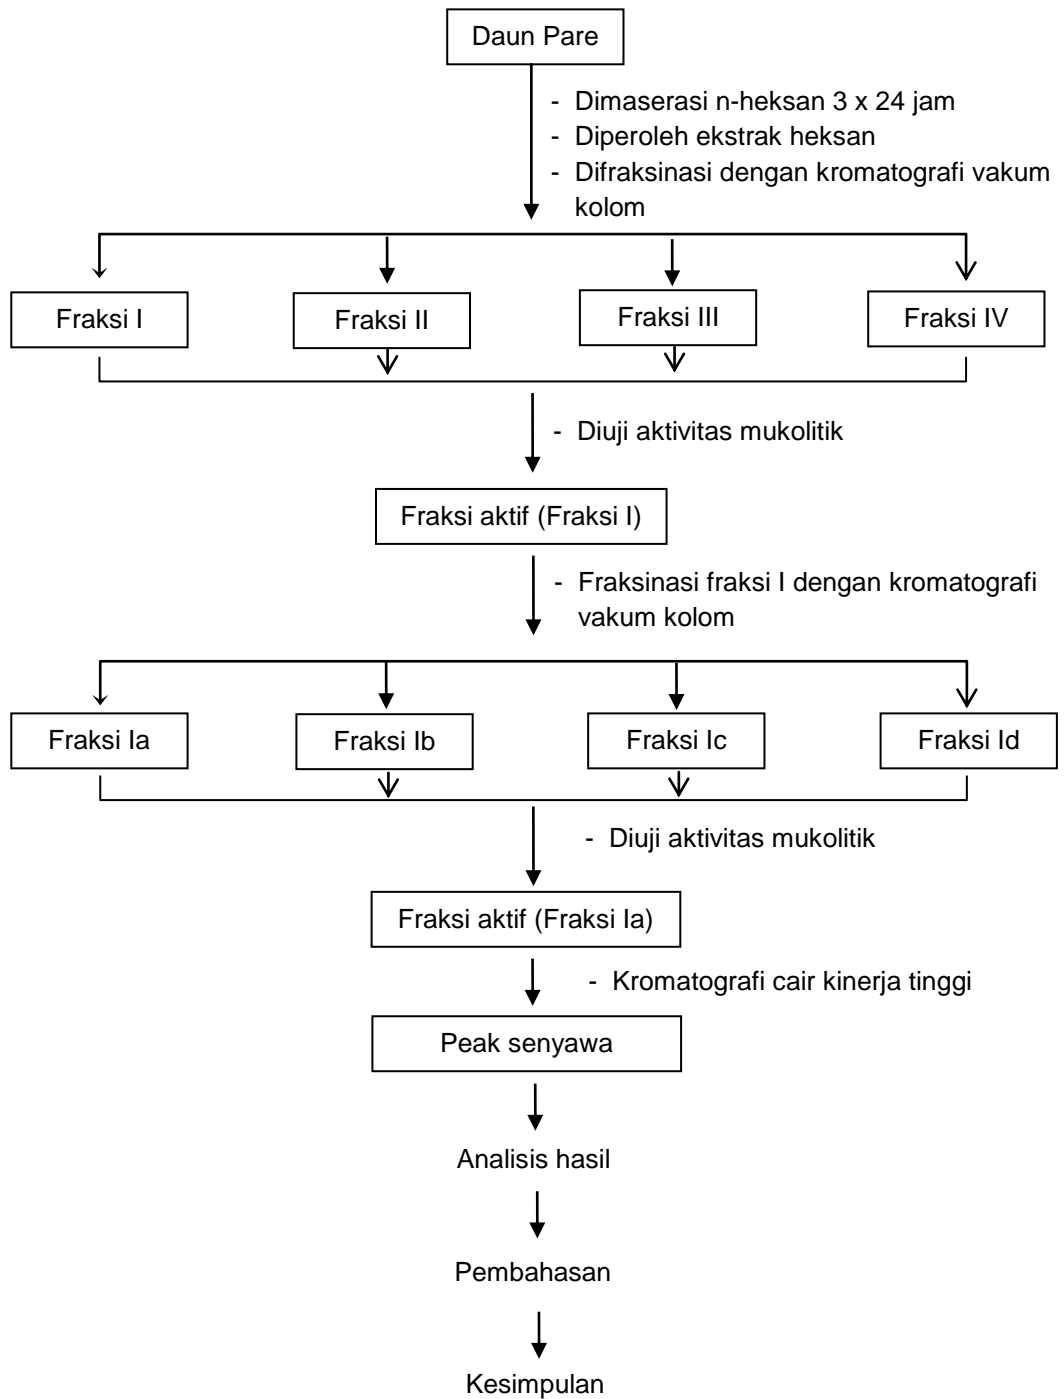 Daun Pare
- Dimaserasi n-heksan 3 x 24 jam
- Diperoleh ekstrak heksan
- Difraksinasi dengan kromatografi vakum
kolom
Fraksi I
Fraksi II
Fraksi III
Fraksi IV
- Diuji aktivitas mukolitik
Fraksi aktif (Fraksi I)
- Fraksinasi fraksi I dengan kromatografi
vakum kolom
Fraksi Ia
Fraksi Ib
Fraksi Ic
Fraksi Id
- Diuji aktivitas mukolitik
Fraksi aktif (Fraksi Ia)
- Kromatografi cair kinerja tinggi
Peak senyawa
Analisis hasil
Pembahasan
Kesimpulan